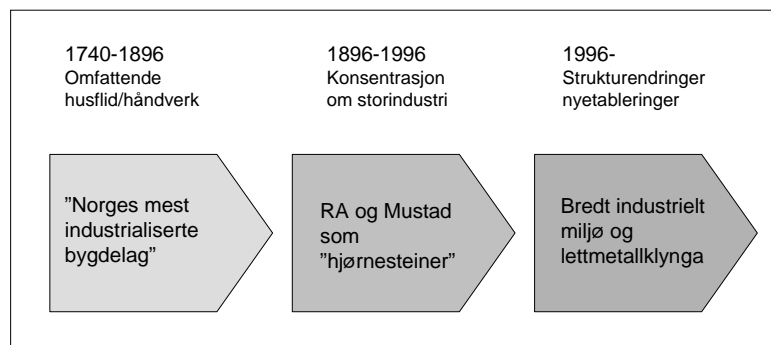 1740-1896
Omfattende
husflid/håndverk
1896-1996
Konsentrasjon
om storindustri
1996-
Strukturendringer
nyetableringer
”Norges mest
industrialiserte
bygdelag”
RA og Mustad
som
”hjørnesteiner”
Bredt industrielt
miljø og
lettmetallklynga